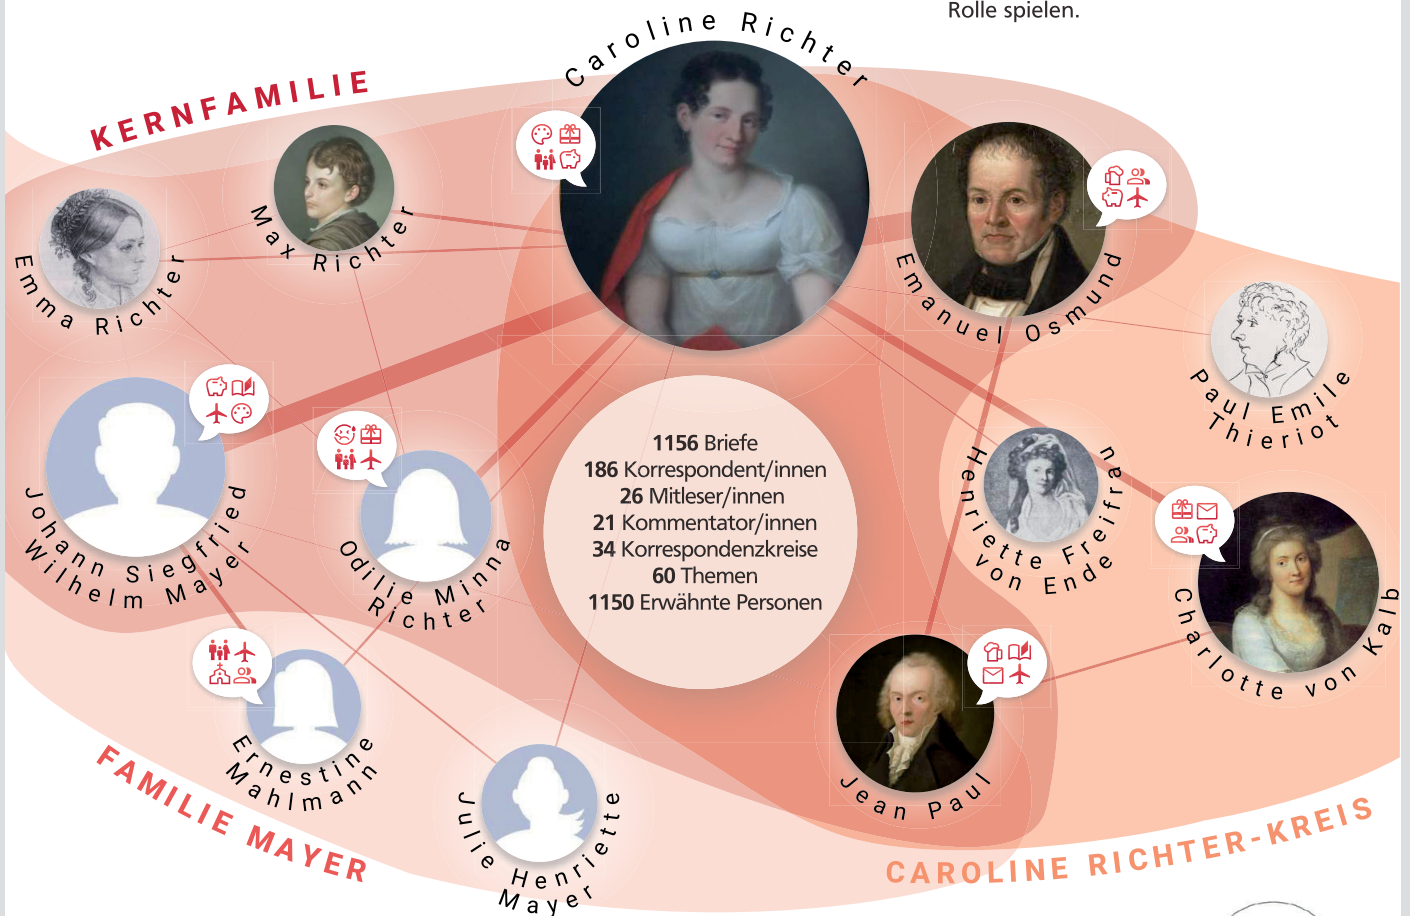 Rolle spielen.
Caroline Richter
KERNFAMILIE
Max Richter
Emma Richter
Emanuel Osmund
Paul Emile
Thieriot
1156 Briefe
186 Korrespondent/innen
26 Mitleser/innen
21 Kommentator/innen
34 Korrespondenzkreise
60 Themen
1150 Erwähnte Personen
Johann Siegfried
Wilhelm Mayer
Odilie Minna
Richter
Henriette Freifrau
von Ende
Charlotte von Kalb
Ernestine
Mahlmann
Jean Paul
Julie Henriette
Mayer
FAMILIE MAYER
CAROLINE RICHTER-KREIS